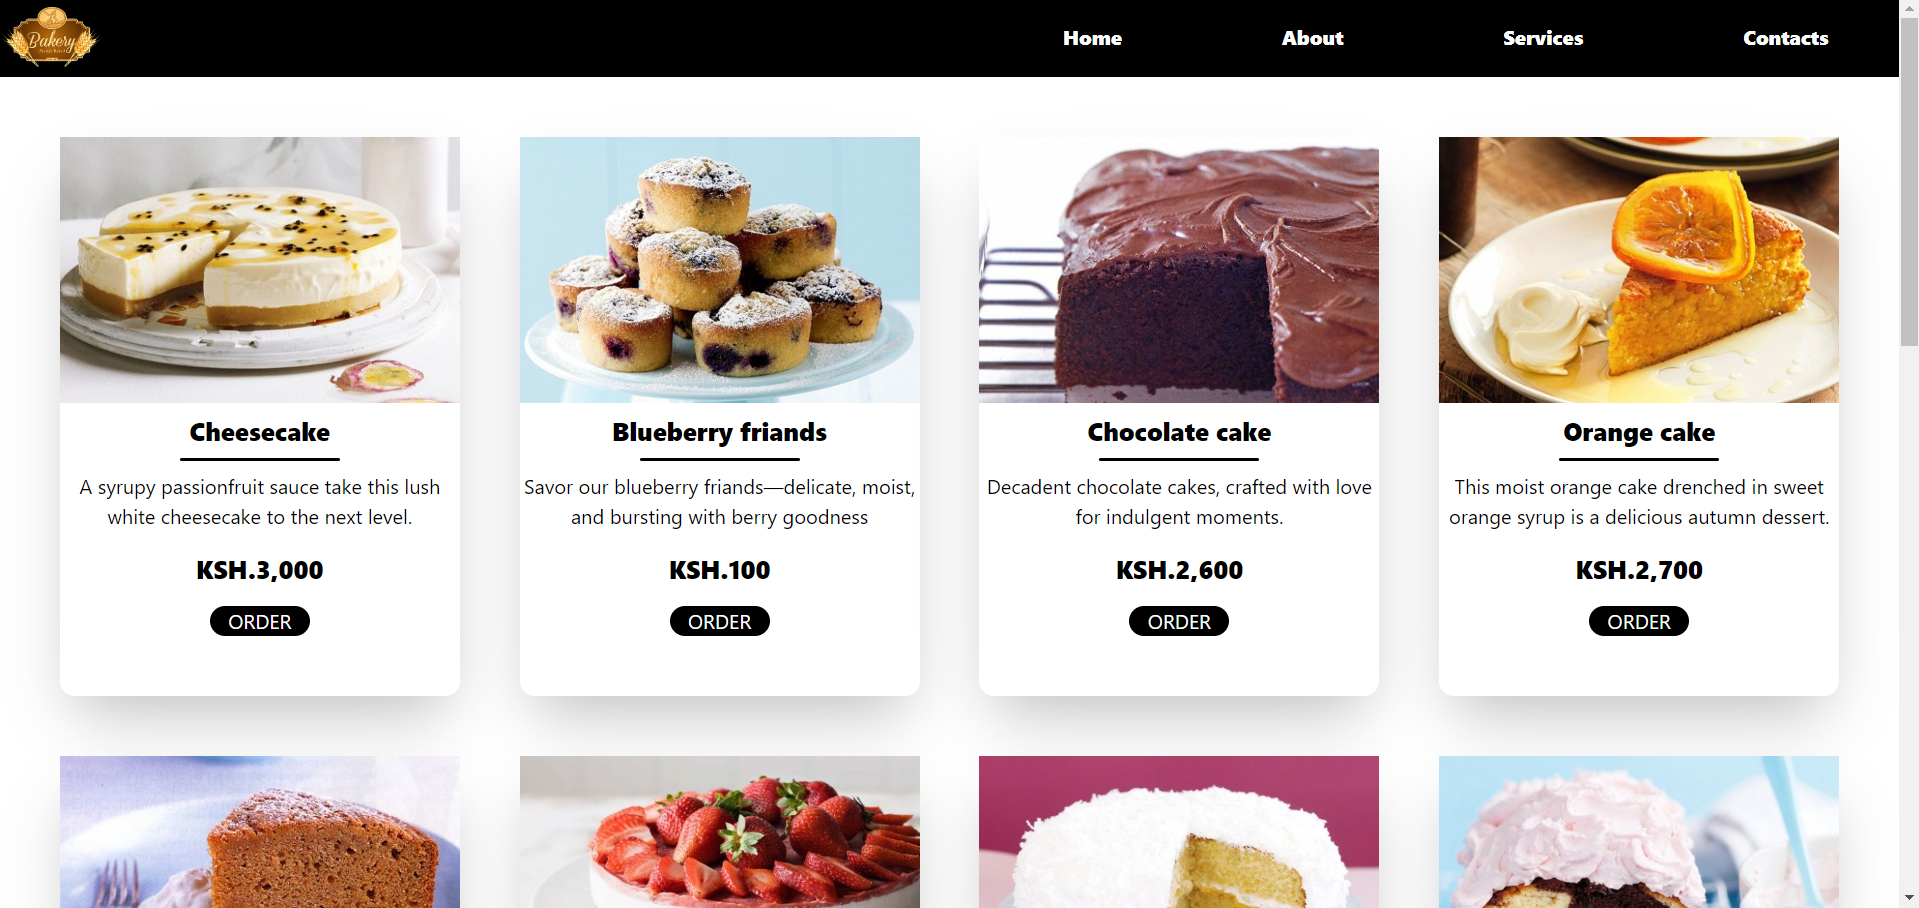 Bakery
Home
About
Services
Contacts
Cheesecake
A syrupy passionfruit sauce take this lush
white cheesecake to the next level.
KSH.3,000
ORDER
Blueberry friands
Savor our blueberry friands—delicate, moist,
and bursting with berry goodness
KSH.100
ORDER
Chocolate cake
Decadent chocolate cakes, crafted with love
for indulgent moments.
KSH.2,600
ORDER
Orange cake
This moist orange cake drenched in sweet
orange syrup is a delicious autumn dessert.
KSH.2,700
ORDER